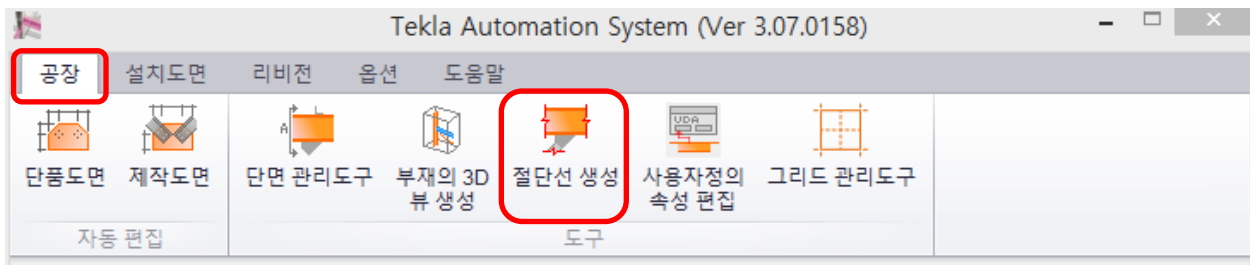 Tekla Automation System (Ver 3.07.0158)
공장 설치도면 리비전 옵션 도움말
A
UDA
단품도면 제작도면 단면 관리도구 부재의 3D 절단선 생성 사용자정의 그리드 관리도구
뷰 생성 속성 편집
자동 편집 도구